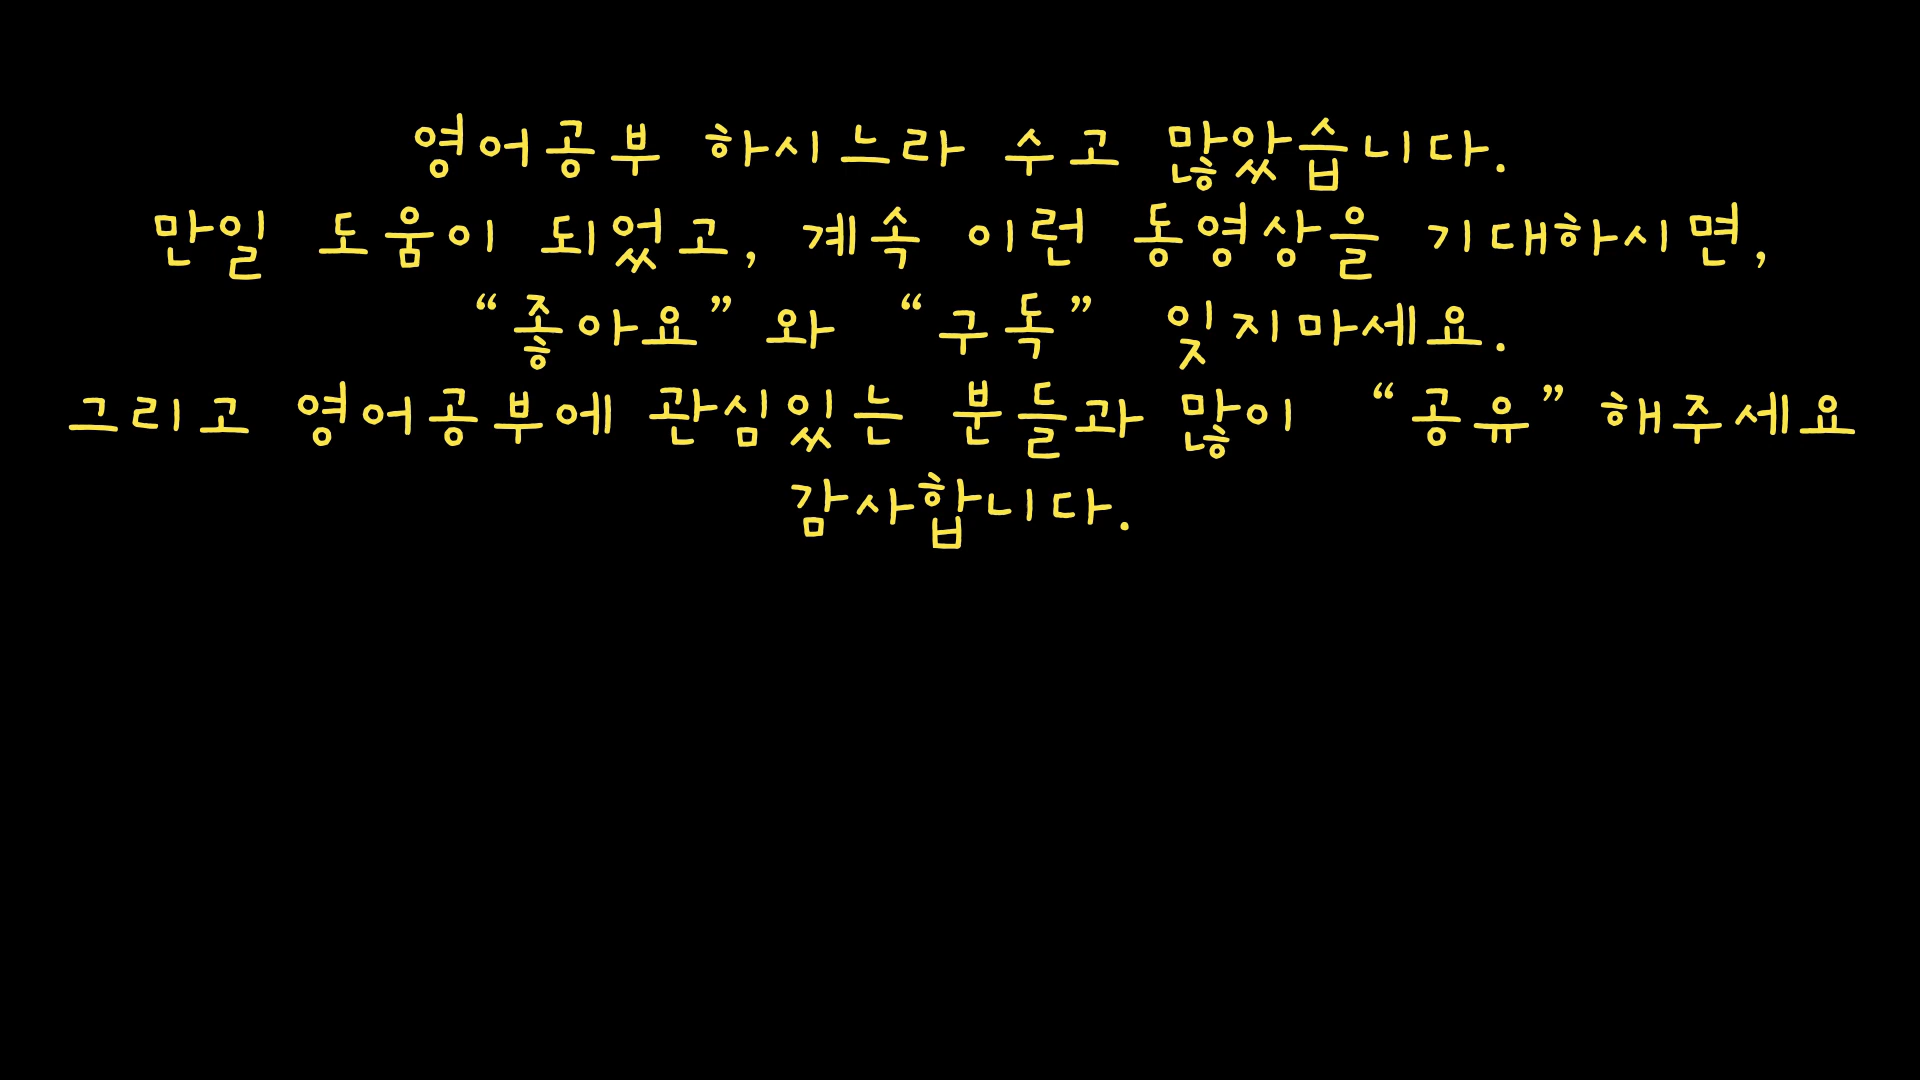 영어공부 하시느라 수고 많았습니다.
만일 도움이 되었고, 계속 이런 동영상을 기대하시면,
“좋아요”와 “구독” 잊지마세요.
그리고 영어공부에 관심있는 분들과 많이 “공유”해주세요
감사합니다.